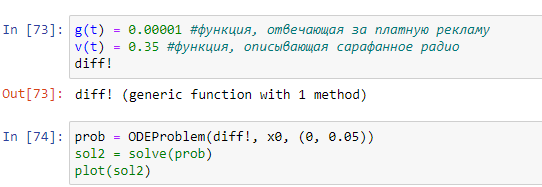 In [73]: g(t) = 0.00001 #функция, отвечающая за платную рекламу
v(t) = 0.35 #функция, описывающая сарафанное радио
diff!
Out[73]: diff! (generic function with 1 method)
In [74]: prob = ODEProblem(diff!, x0, (0, 0.05))
sol2 = solve(prob)
plot(sol2)